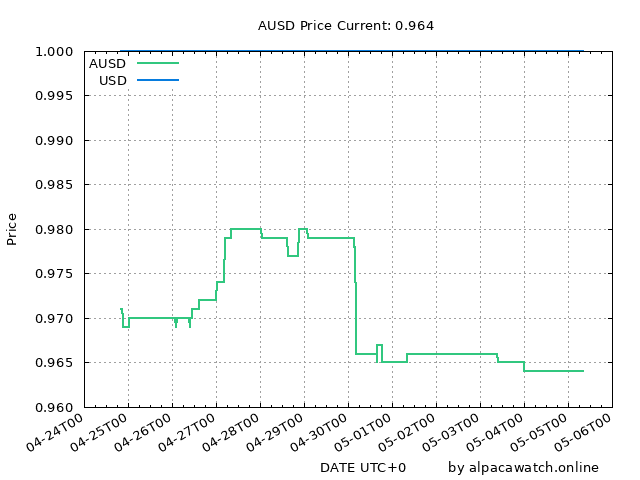 AUSD Price Current: 0.964
1.000
AUSD
USD
0.995
0.990
0.985
0.980
0.975
0.970
0.965
0.960
Price
04-24T00 04-25T00 04-26T00 04-27T00 04-28T00 04-29T00 04-30T00 05-01T00 05-02T00 05-03T00 05-04T00 05-05T00 05-06T00
DATE UTC+0 by alpacawatch.online